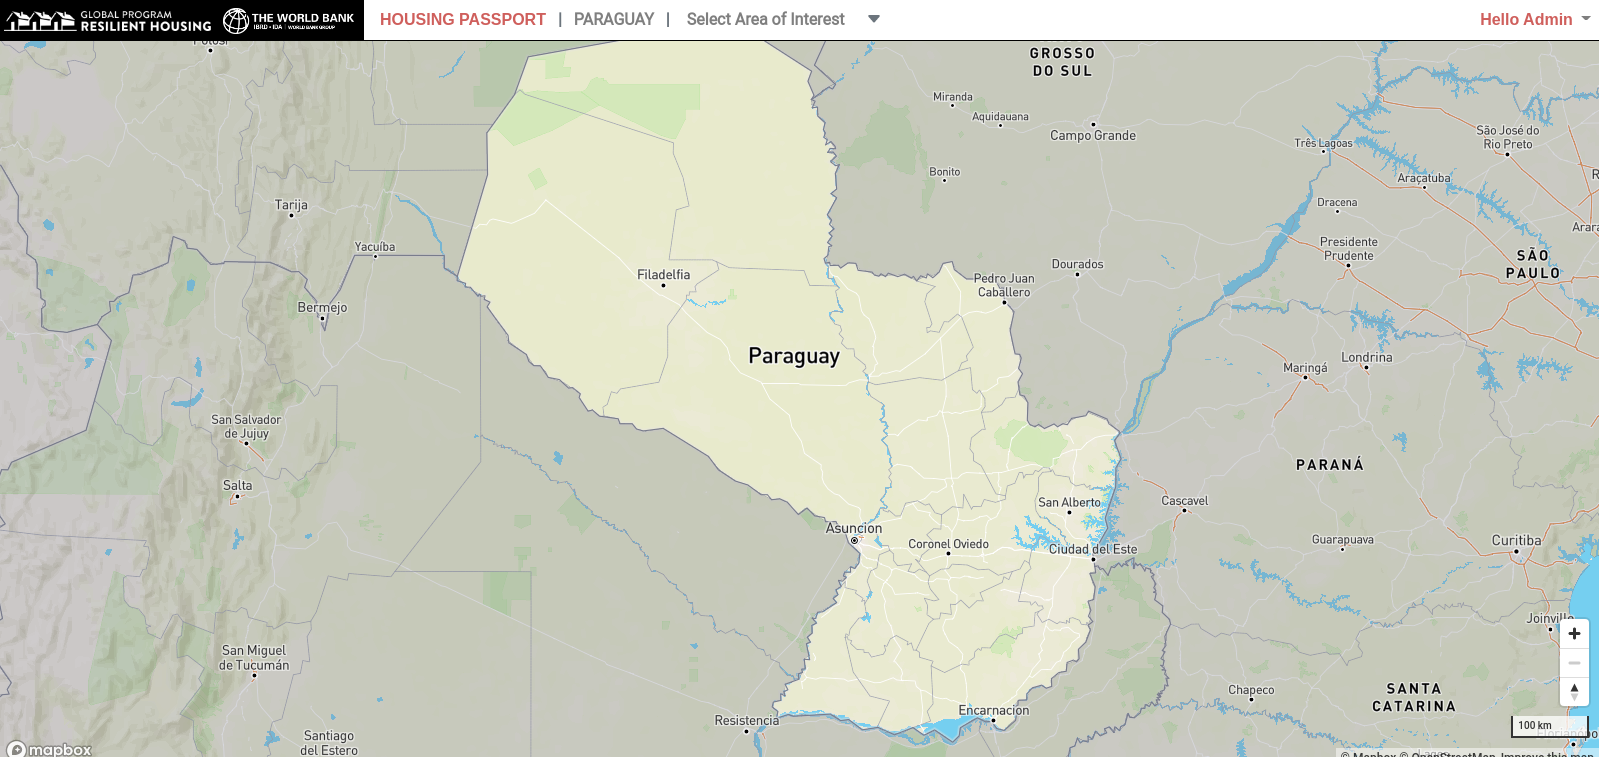 GLOBAL PROGRAM
RESILIENT HOUSING
THE WORLD BANK
IBRD • IDA | WORLD BANK GROUP
HOUSING PASSPORT | PARAGUAY | Select Area of Interest
Hello Admin
Potosí
GROSSO
DO SUL
Miranda
Aquidauana
Campo Grande
Três Lagoas
São José do
Rio Preto
Bonito
Araçatuba
Tarija
Dracena
Yacuíba
Presidente
Prudente
Filadelfia
Pedro Juan
Caballero
Dourados
SÃO
PAULO
Bermejo
Paraguay
Maringá
Londrina
San Salvador
de Jujuy
PARANÁ
Salta
San Alberto
Cascavel
Asuncion
Coronel Oviedo
Ciudad del Este
Guarapuava
Curitiba
Joinville
San Miguel
de Tucumán
Chapeco
SANTA
CATARINA
Resistencia
Encarnacion
100 km
Santiago
del Estero
mapbox
© Mapbox © OpenStreetMap Improve this map